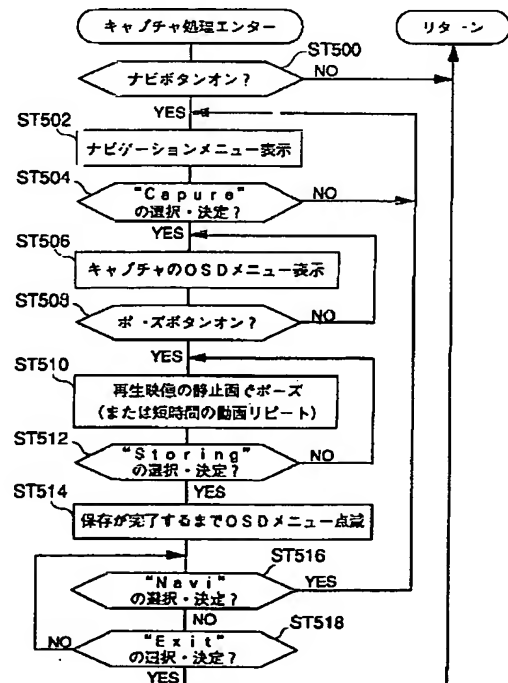 キャプチャ処理エンター
リターン
ST500
ナビボタンオン?
NO
YES
ST502
ナビゲーションメニュー表示
ST504
"Capure"
の選択・決定?
NO
YES
ST506
キャプチャのOSDメニュー表示
ST508
ポーズボタンオン?
NO
YES
ST510
再生映像の静止画でポーズ
(または短時間の動画リピート)
ST512
"Storing"
の選択・決定?
NO
YES
ST514
保存が完了するまでOSDメニュー点滅
ST516
"Navi"
の選択・決定?
YES
NO
ST518
"Exit"
の選択・決定?
NO
YES